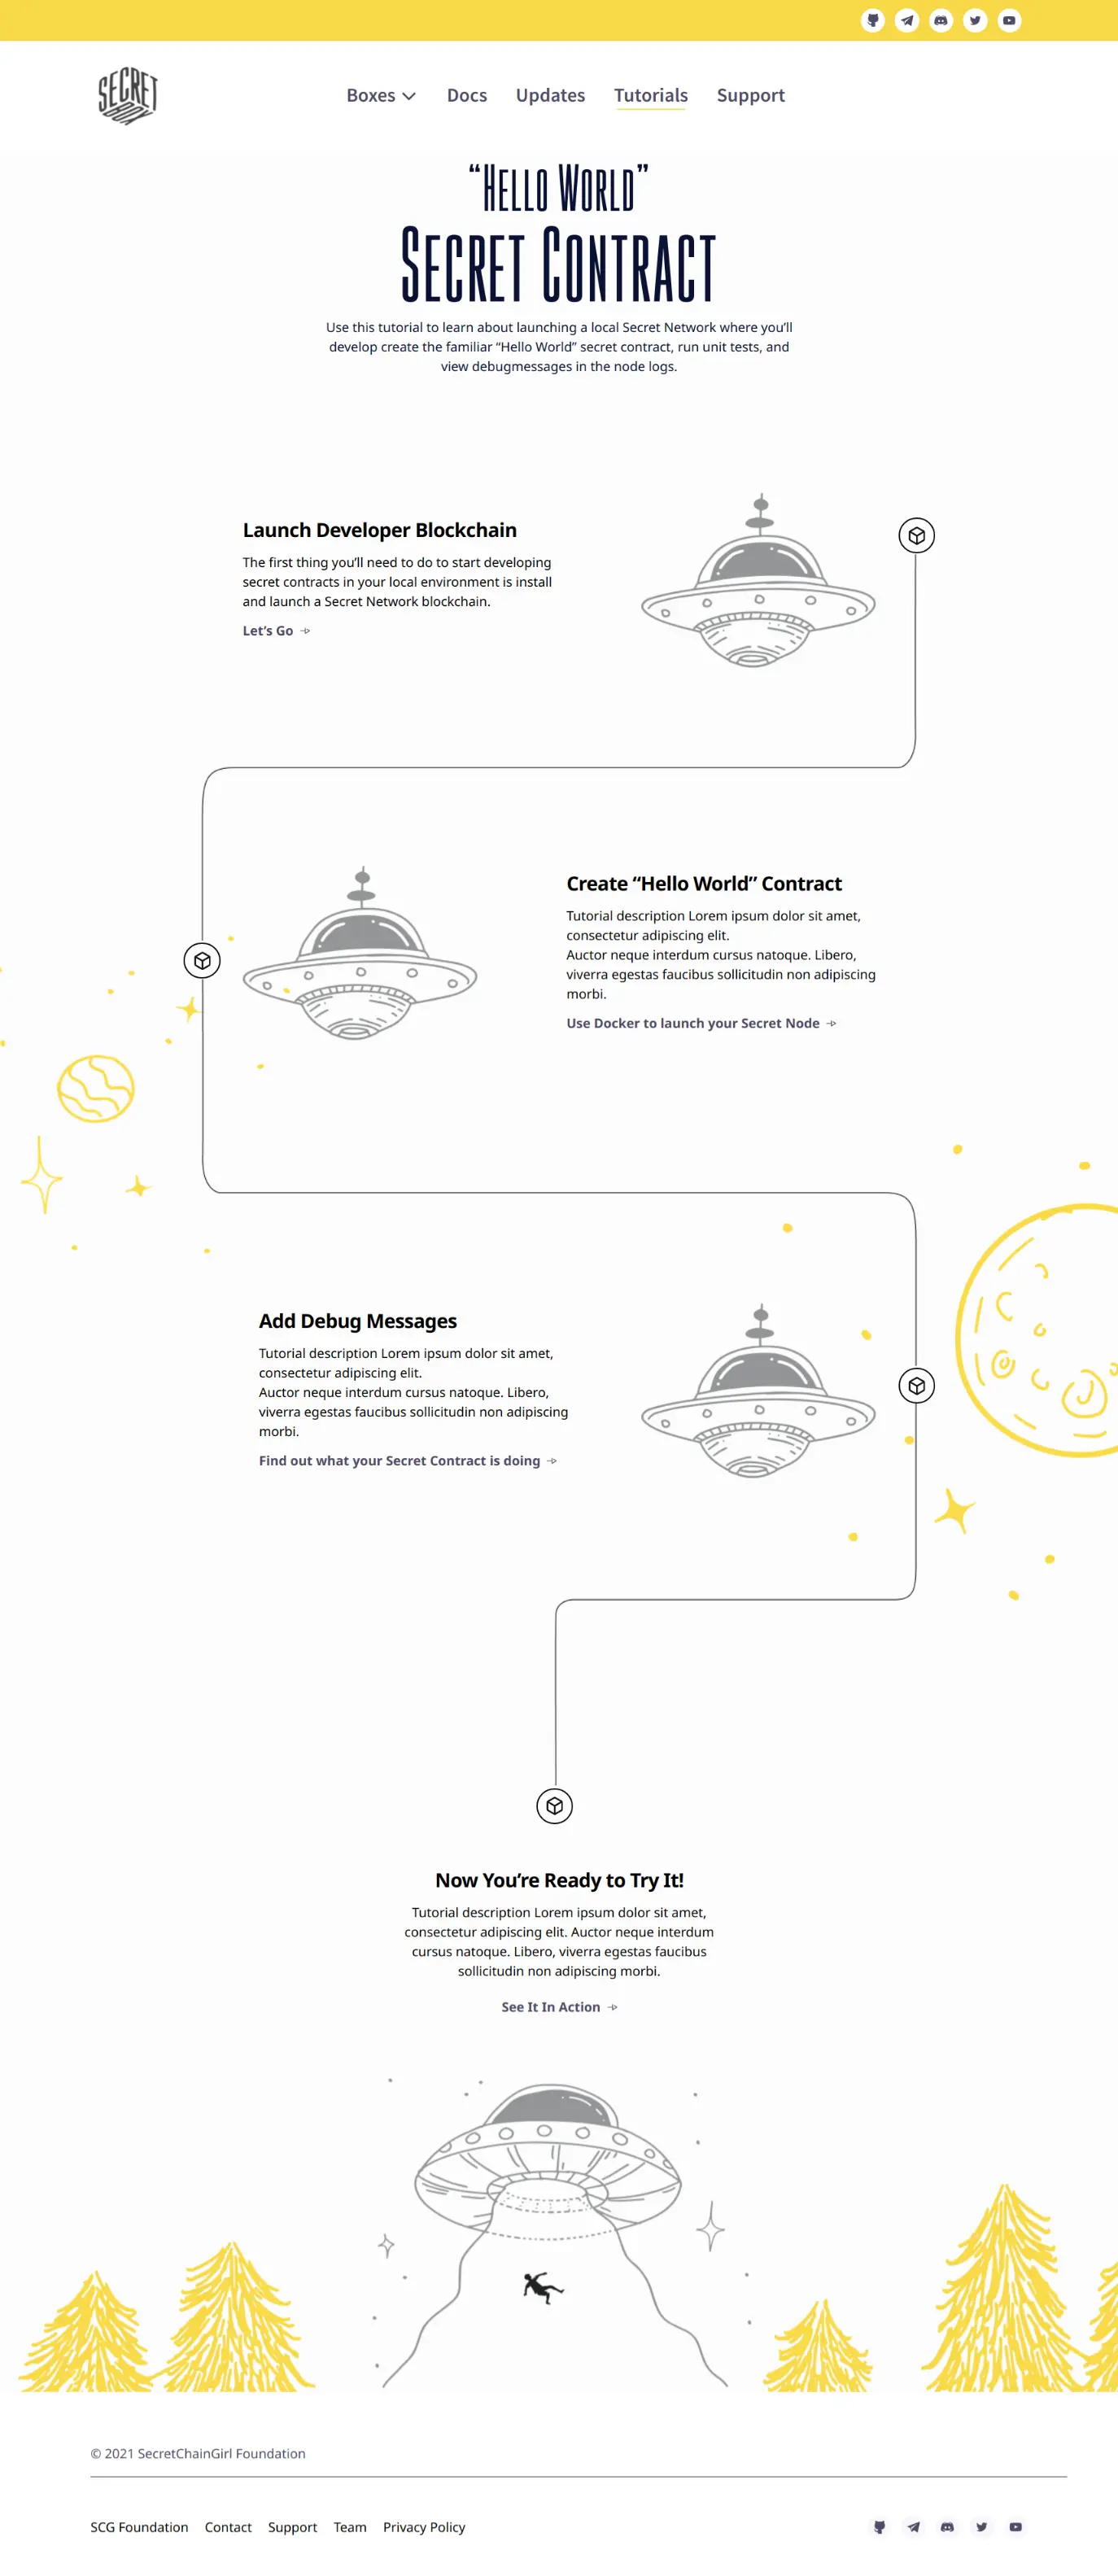 SECRET
Boxes
Docs
Updates
Tutorials
Support
“Hello World”
Secret Contract
Use this tutorial to learn about launching a local Secret Network where you’ll
develop create the familiar “Hello World” secret contract, run unit tests, and
view debugmessages in the node logs.
Launch Developer Blockchain
The first thing you’ll need to do to start developing
secret contracts in your local environment is install
and launch a Secret Network blockchain.
Let’s Go
Create “Hello World” Contract
Tutorial description Lorem ipsum dolor sit amet,
consectetur adipiscing elit.
Auctor neque interdum cursus natoque. Libero,
viverra egestas faucibus sollicitudin non adipiscing
morbi.
Use Docker to launch your Secret Node
Add Debug Messages
Tutorial description Lorem ipsum dolor sit amet,
consectetur adipiscing elit.
Auctor neque interdum cursus natoque. Libero,
viverra egestas faucibus sollicitudin non adipiscing
morbi.
Find out what your Secret Contract is doing
Now You’re Ready to Try It!
Tutorial description Lorem ipsum dolor sit amet,
consectetur adipiscing elit. Auctor neque interdum
cursus natoque. Libero, viverra egestas faucibus
sollicitudin non adipiscing morbi.
See It In Action
© 2021 SecretChainGirl Foundation
SCG Foundation
Contact
Support
Team
Privacy Policy